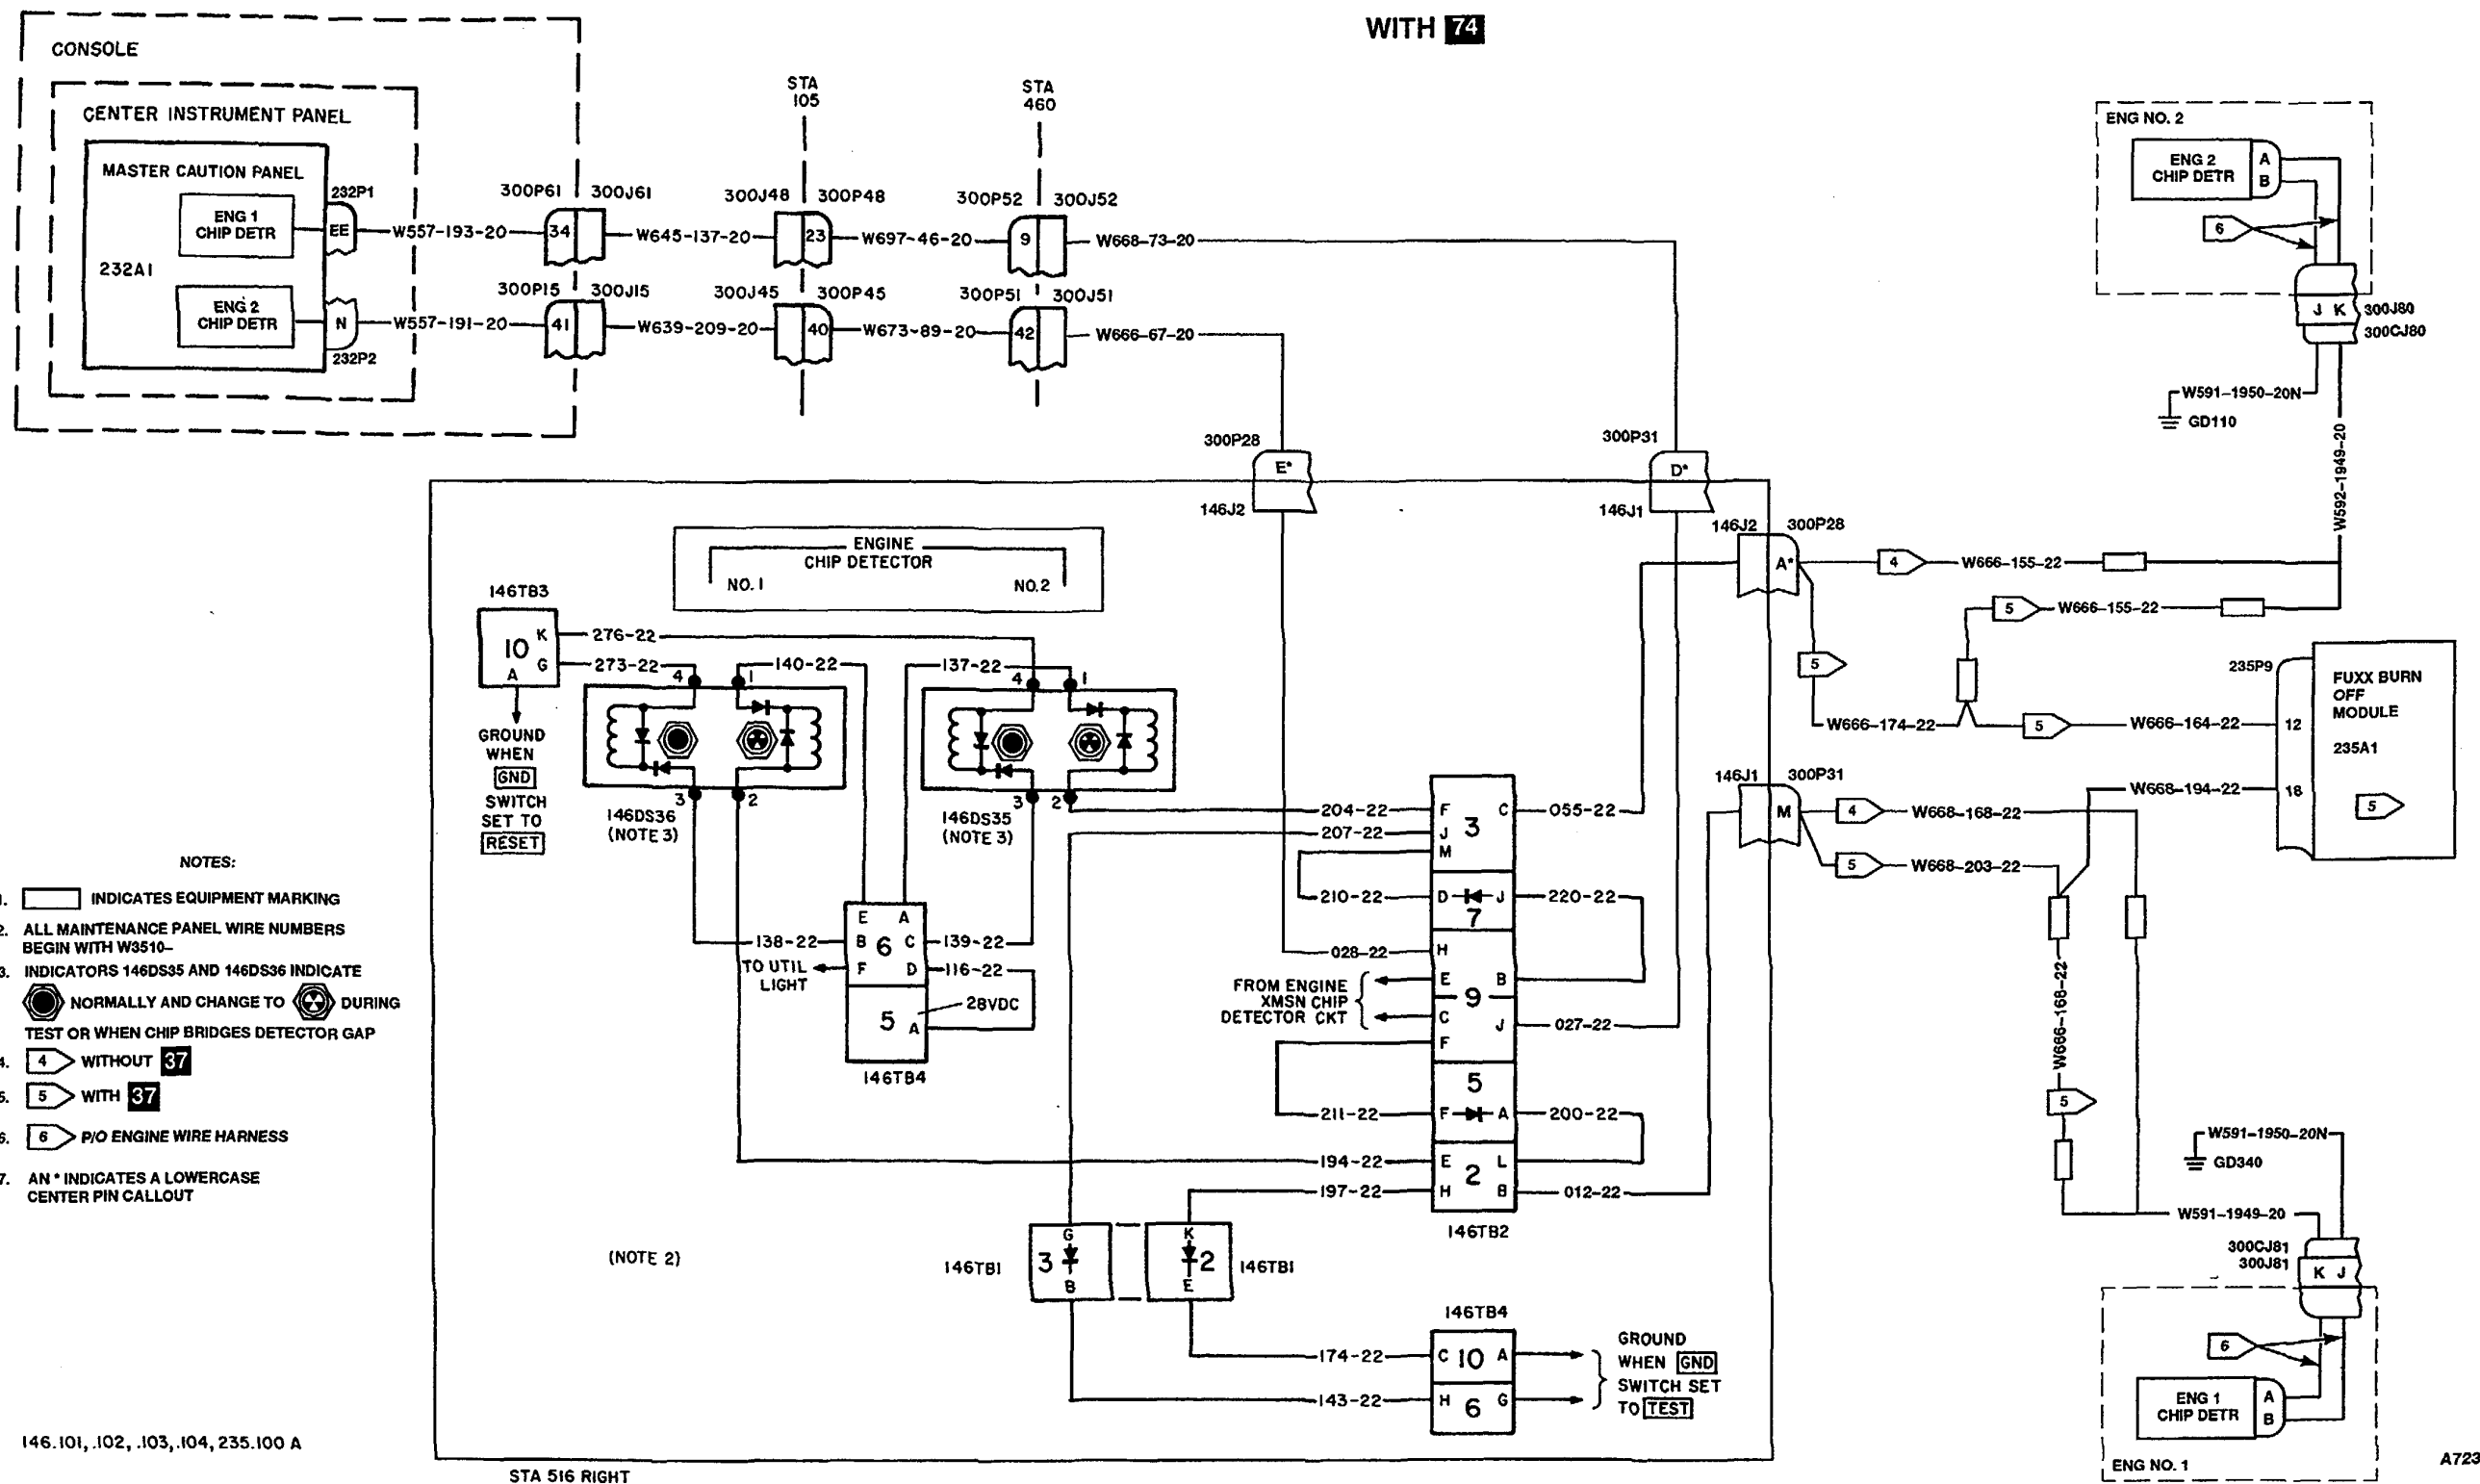 WITH 74
CONSOLE
CENTER INSTRUMENT PANEL
MASTER CAUTION PANEL
ENG 1
CHIP DETR
232A1
ENG 2
CHIP DETR
232P1
EE
N
232P2
W557-193-20
W557-191-20
300P61
300J61
34
300P15
300J15
41
W645-137-20
W639-209-20
STA
105
300J48
300P48
23
300J45
300P45
40
W697-46-20
W673-89-20
STA
460
300P52
300J52
9
300P51
300J51
42
W668-73-20
W666-67-20
300P28
E*
146J2
300P31
D*
146J1
ENG NO. 2
ENG 2
CHIP DETR
A
B
6
J K
300J80
300CJ80
W591-1950-20N
GD110
W592-1949-20
146J2
300P28
A*
4
W666-155-22
5
W666-155-22
5
W666-174-22
5
W666-164-22
235P9
12
18
FUXX BURN
OFF
MODULE
235A1
5
W668-194-22
146J1
300P31
M
4
W668-168-22
5
W668-203-22
W666-168-22
5
W591-1950-20N
GD340
W591-1949-20
300CJ81
300J81
K J
6
ENG 1
CHIP DETR
A
B
ENG NO. 1
ENGINE
CHIP DETECTOR
NO. 1
NO. 2
146TB3
10
K
G
A
276-22
273-22
140-22
137-22
GROUND
WHEN
GND
SWITCH
SET TO
RESET
4
1
3
2
146DS36
(NOTE 3)
4
1
3
2
146DS35
(NOTE 3)
E
A
B
6
C
F
D
138-22
139-22
116-22
TO UTIL
LIGHT
5
A
28VDC
146TB4
204-22
207-22
210-22
028-22
F
C
3
J
M
055-22
D
J
7
220-22
H
E
B
9
C
J
F
027-22
FROM ENGINE
XMSN CHIP
DETECTOR CKT
5
211-22
F
A
200-22
194-22
E
L
2
197-22
H
B
012-22
146TB2
146TB1
G
3
B
K
2
E
146TB1
146TB4
174-22
C
10
A
143-22
H
6
G
GROUND
WHEN GND
SWITCH SET
TO TEST
(NOTE 2)
NOTES:
1. INDICATES EQUIPMENT MARKING
2. ALL MAINTENANCE PANEL WIRE NUMBERS
BEGIN WITH W3510-
3. INDICATORS 146DS35 AND 146DS36 INDICATE
NORMALLY AND CHANGE TO DURING
TEST OR WHEN CHIP BRIDGES DETECTOR GAP
4. 4 WITHOUT 37
5. 5 WITH 37
6. 6 P/O ENGINE WIRE HARNESS
7. AN * INDICATES A LOWERCASE
CENTER PIN CALLOUT
146.101, .102, .103, .104, 235.100 A
STA 516 RIGHT
A723